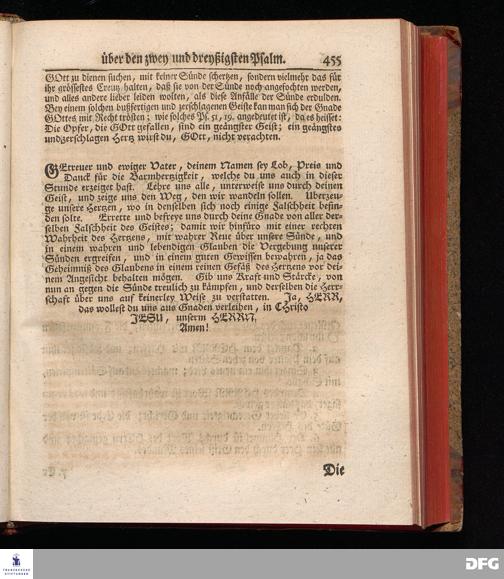 über den zwey und dreyßigsten Psalm. 455
GOtt zu dienen suchen, mit keiner Sünde schertzen, sondern vielmehr das für
ihr grössestes Creutz halten, daß sie von der Sünde noch angefochten werden,
und alles andere lieber leiden wolten, als diese Anfälle der Sünde erdulden.
Bey einem solchen bußfertigen und zerschlagenen Geiste kan man sich der Gnade
GOttes mit Recht trösten; wie solches Ps. 51, 19. angedeutet ist, da es heisset:
Die Opfer, die GOtt gefallen, sind ein geängster Geist; ein geängstes
und zerschlagen Hertz wirst du, GOtt, nicht verachten.
GEtreuer und ewiger Vater, deinem Namen sey Lob, Preis und
Danck für die Barmhertzigkeit, welche du uns auch in dieser
Stunde erzeiget hast. Lehre uns alle, unterweise uns durch deinen
Geist, und zeige uns den Weg, den wir wandeln sollen. Uberzeu-
ge unsere Hertzen, wo in denselben sich noch einige Falschheit befin-
den solte. Errette und befreye uns durch deine Gnade von aller der-
selben Falschheit des Geistes; damit wir hinfüro mit einer rechten
Wahrheit des Hertzens, mit wahrer Reue über unsere Sünde, und
in einem wahren und lebendigen Glauben die Vergebung unserer
Sünden ergreifen, und in einem guten Gewissen bewahren, ja das
Geheimniß des Glaubens in einem reinen Gefäß des Hertzens vor dei-
nem Angesicht behalten mögen. Gib uns Kraft und Stärcke, von
nun an gegen die Sünde treulich zu kämpfen, und derselben die Herr-
schaft über uns auf keinerley Weise zu verstatten. Ja, HERR,
das wollest du uns aus Gnaden verleihen, in CHristo
JESU, unserm HERRN.
Amen!
Die
FRANCKESCHE
STIFTUNGEN
DFG